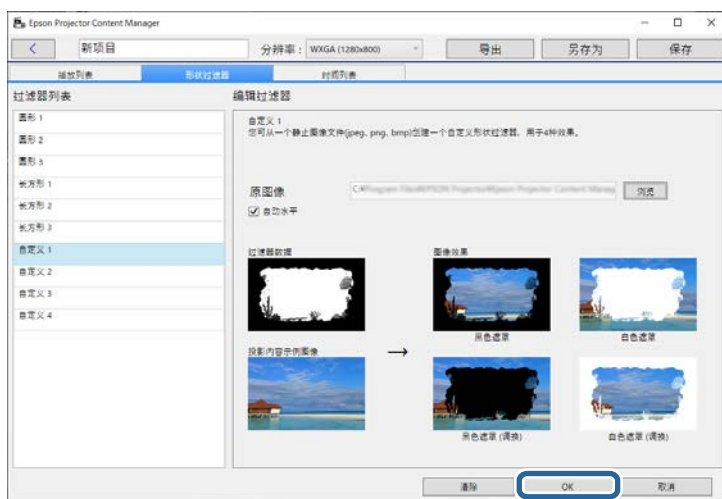 Epson Projector Content Manager
新项目
分辨率：
WXGA (1280x800)
导出
另存为
保存
播放列表
形状过滤器
时间列表
过滤器列表
编辑过滤器
圆形 1
圆形 2
圆形 3
长方形 1
长方形 2
长方形 3
自定义 1
自定义 2
自定义 3
自定义 4
自定义 1
您可从一个静止图像文件(jpeg, png, bmp)创建一个自定义形状过滤器，用于4种效果。
原图像
浏览
自动水平
过滤器数据
图像效果
黑色遮罩
白色遮罩
投影内容示例图像
→
黑色遮罩 (调换)
白色遮罩 (调换)
清除
OK
取消